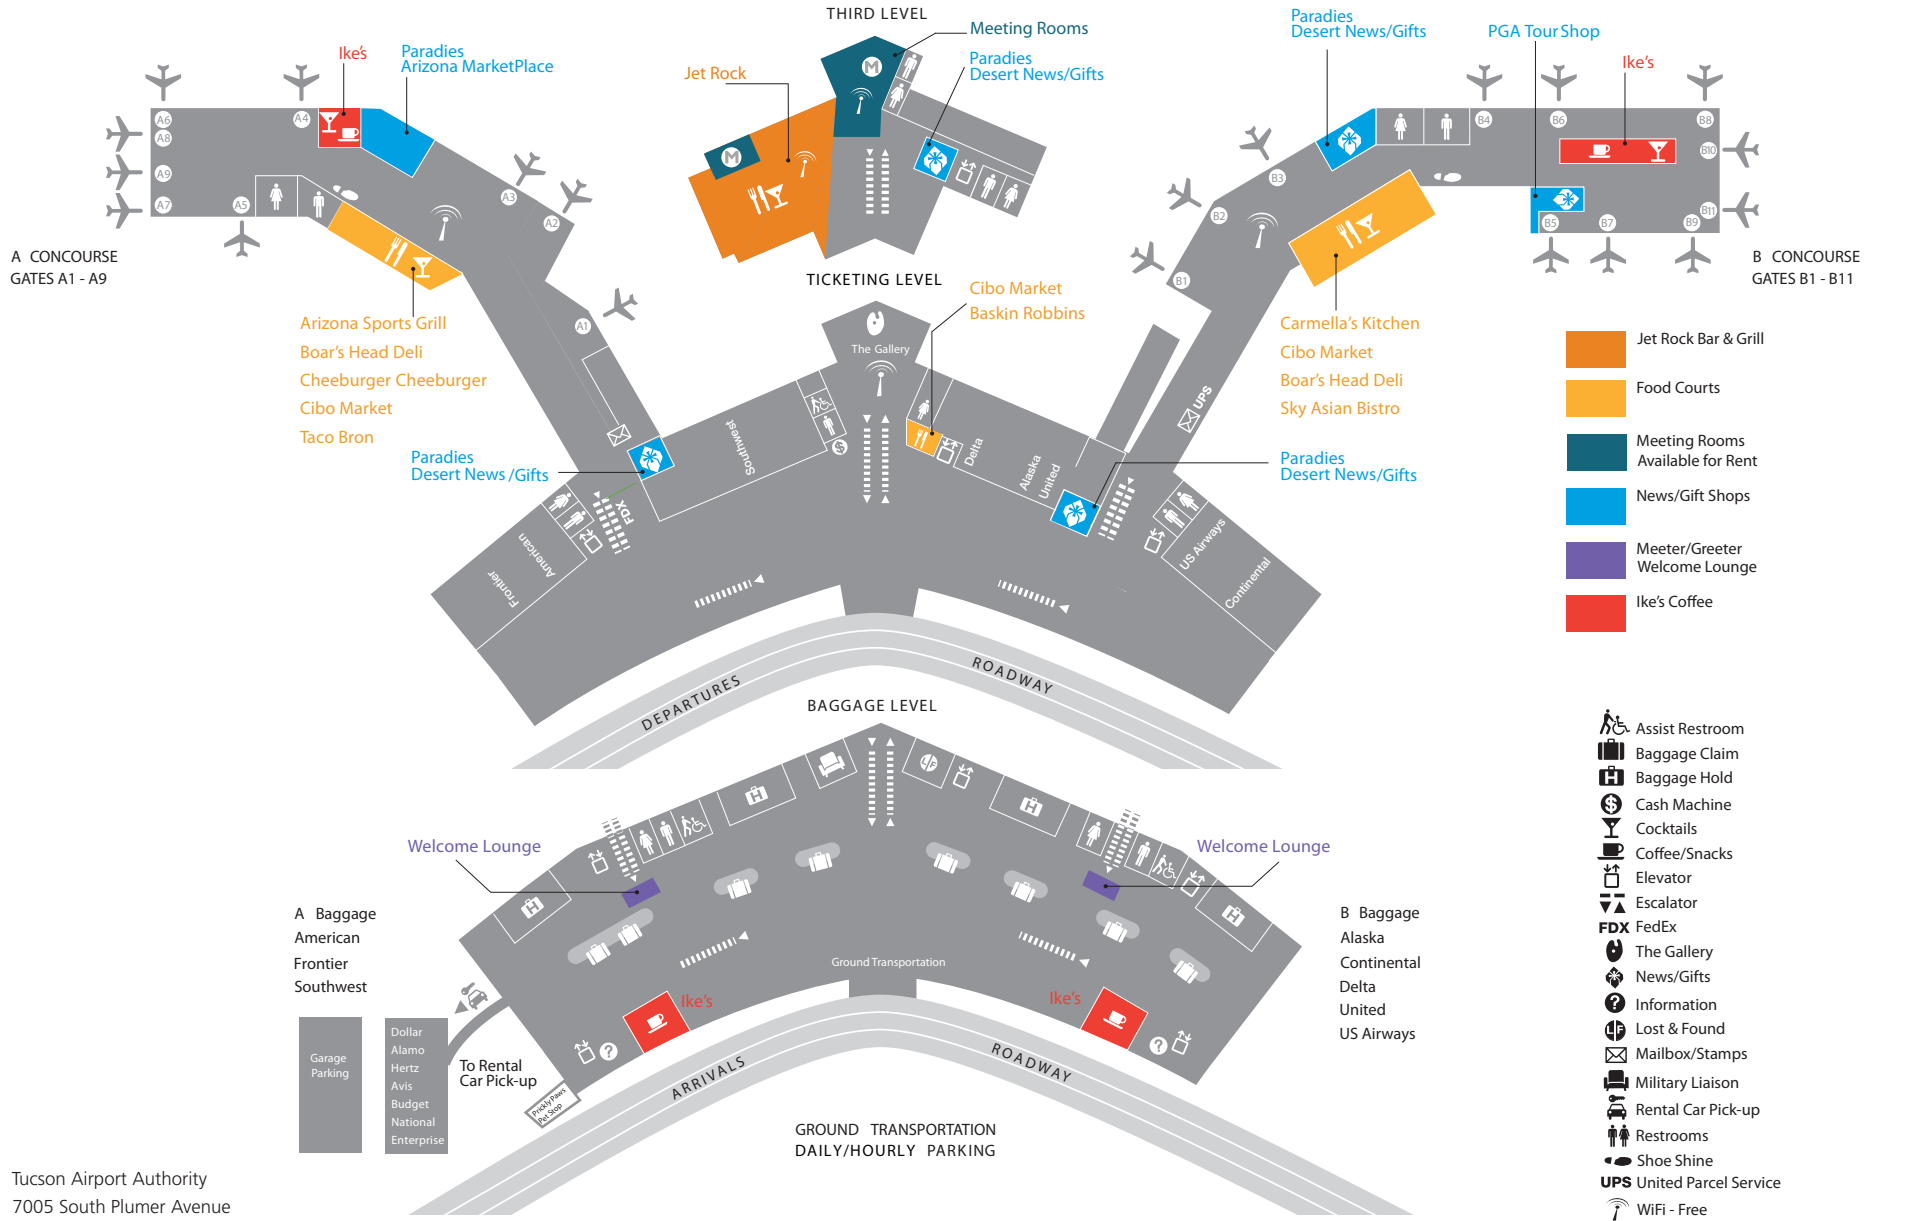 THIRD LEVEL
Meeting Rooms
Paradies
Desert News/Gifts
Jet Rock
M
M
Ike's
Paradies
Arizona MarketPlace
A6
A8
A9
A7
A4
A5
A3
A2
A1
A CONCOURSE
GATES A1 - A9
Arizona Sports Grill
Boar's Head Deli
Cheeburger Cheeburger
Cibo Market
Taco Bron
Paradies
Desert News/Gifts
Paradies
Desert News/Gifts
PGA Tour Shop
Ike's
B4
B6
B8
B10
B11
B3
B2
B1
B5
B7
B9
B CONCOURSE
GATES B1 - B11
Carmella's Kitchen
Cibo Market
Boar's Head Deli
Sky Asian Bistro
Paradies
Desert News/Gifts
TICKETING LEVEL
Cibo Market
Baskin Robbins
The Gallery
Southwest
Delta
Alaska
United
UPS
FDX
American
Frontier
US Airways
Continental
DEPARTURES ROADWAY
Jet Rock Bar & Grill
Food Courts
Meeting Rooms
Available for Rent
News/Gift Shops
Meeter/Greeter
Welcome Lounge
Ike's Coffee
BAGGAGE LEVEL
L F
H
H
H
H
Welcome Lounge
Welcome Lounge
A Baggage
American
Frontier
Southwest
B Baggage
Alaska
Continental
Delta
United
US Airways
Ground Transportation
Ike's
Ike's
?
?
Garage
Parking
Dollar
Alamo
Hertz
Avis
Budget
National
Enterprise
To Rental
Car Pick-up
Prickly Paws
Pet Stop
ARRIVALS ROADWAY
GROUND TRANSPORTATION
DAILY/HOURLY PARKING
Assist Restroom
Baggage Claim
H Baggage Hold
$ Cash Machine
Cocktails
Coffee/Snacks
Elevator
Escalator
FDX FedEx
The Gallery
News/Gifts
? Information
L F Lost & Found
Mailbox/Stamps
Military Liaison
Rental Car Pick-up
Restrooms
Shoe Shine
UPS United Parcel Service
WiFi - Free
Tucson Airport Authority
7005 South Plumer Avenue